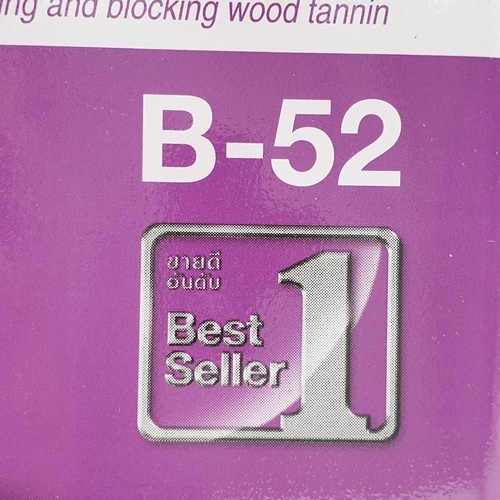 ing and blocking wood tannin
B-52
ขายดี
อันดับ
1
Best
Seller